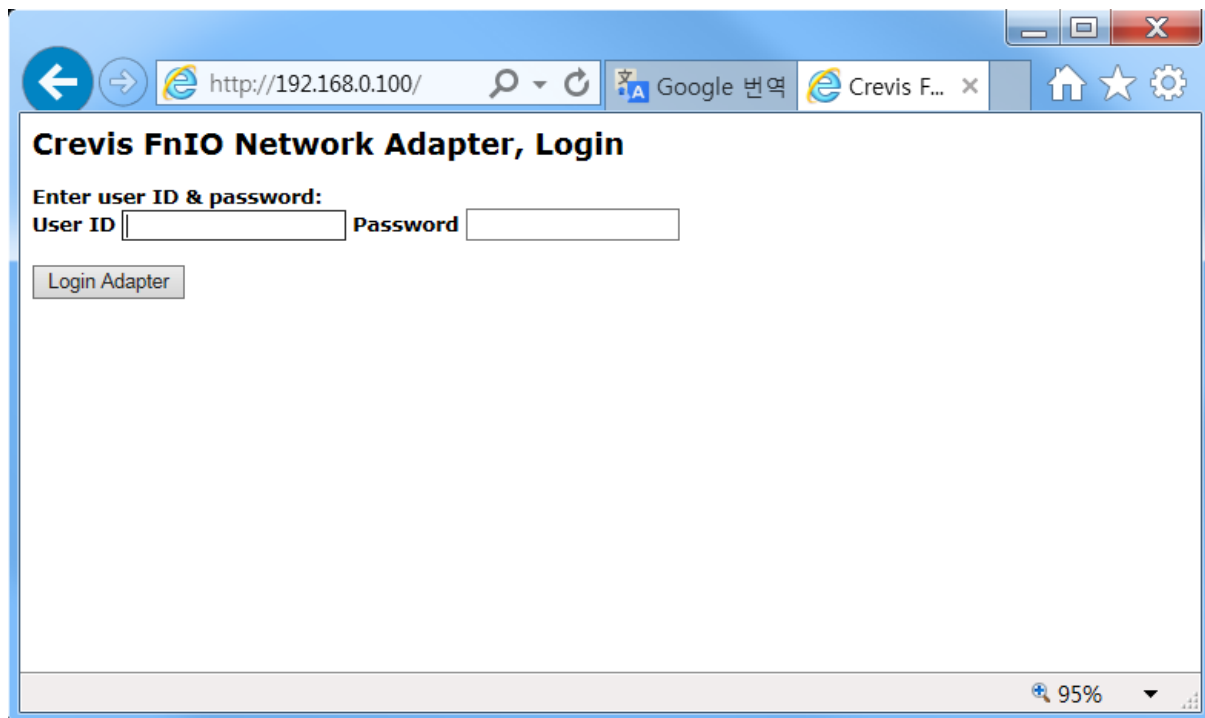 http://192.168.0.100/
Google 번역
Crevis F...
Crevis FnIO Network Adapter, Login
Enter user ID & password:
User ID
Password
Login Adapter
95%